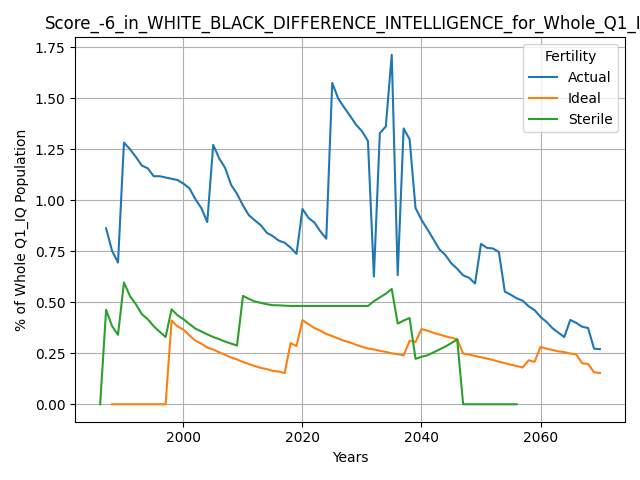 Score_-6_in_WHITE_BLACK_DIFFERENCE_INTELLIGENCE_for_Whole_Q1_
1.75
1.50
1.25
1.00
0.75
0.50
0.25
0.00
% of Whole Q1_IQ Population
Fertility
Actual
Ideal
Sterile
2000
2020
2040
2060
Years